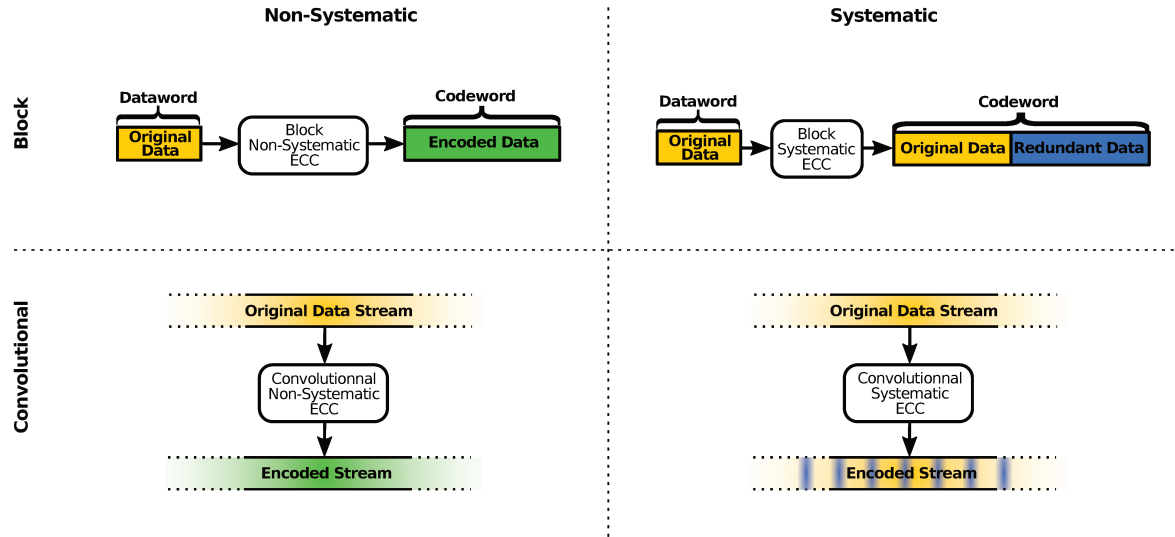 Non-Systematic
Systematic
Block
Dataword
Original
Data
Block
Non-Systematic
ECC
Codeword
Encoded Data
Dataword
Original
Data
Block
Systematic
ECC
Codeword
Original Data
Redundant Data
Convolutional
Original Data Stream
Convolutionnal
Non-Systematic
ECC
Encoded Stream
Original Data Stream
Convolutionnal
Systematic
ECC
Encoded Stream